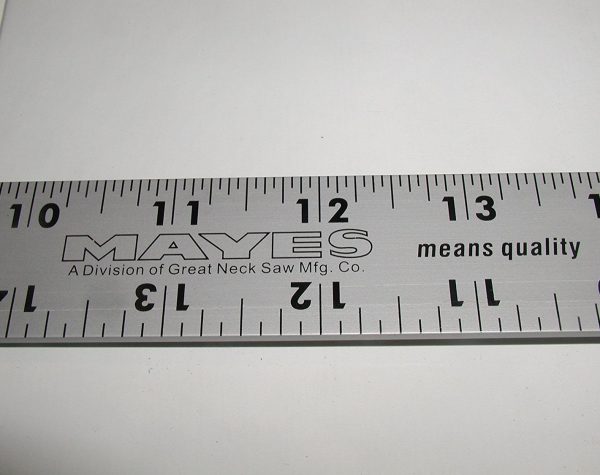 10 11 12 13
MAYES
means quality
A Division of Great Neck Saw Mfg. Co.
14 13 12 11